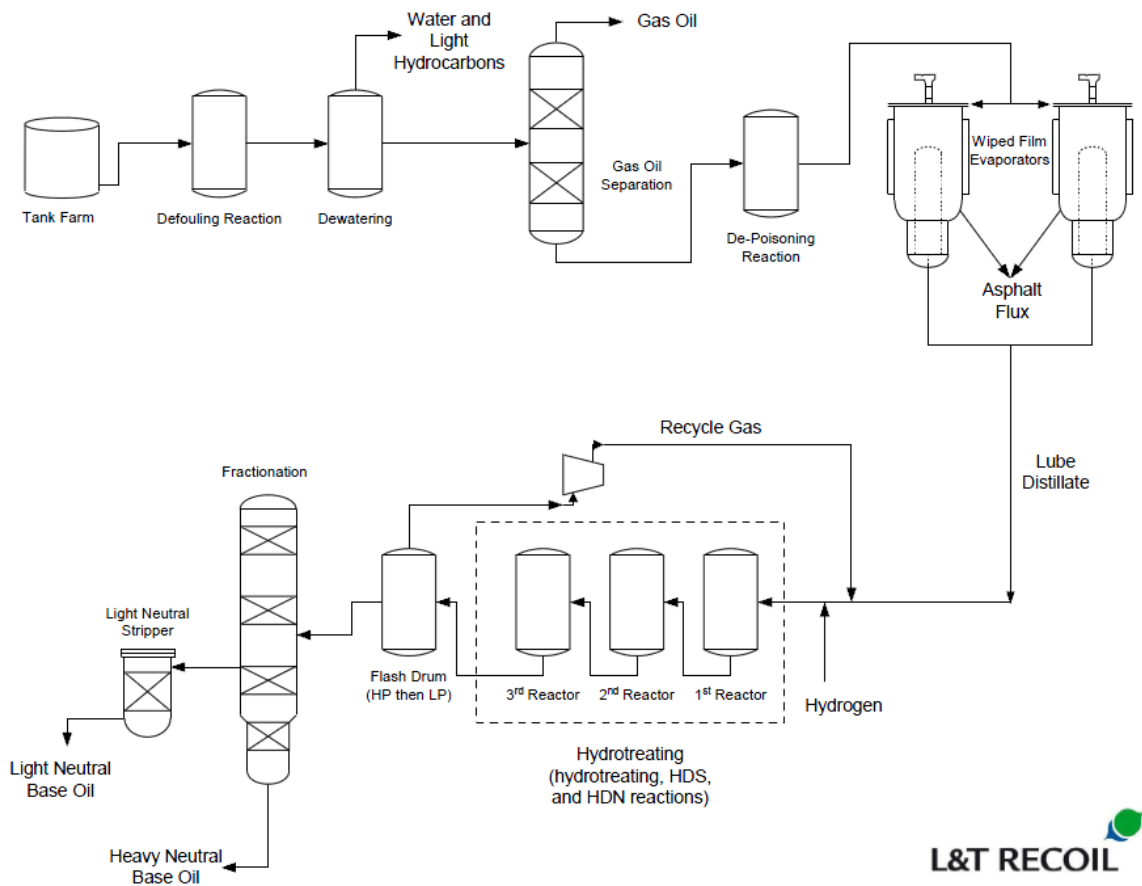 Water and
Light
Hydrocarbons
Gas Oil
Tank Farm
Defouling Reaction
Dewatering
Gas Oil
Separation
De-Poisoning
Reaction
Wiped Film
Evaporators
Asphalt
Flux
Recycle Gas
Lube
Distillate
Fractionation
Light Neutral
Stripper
Flash Drum
(HP then LP)
3rd Reactor
2nd Reactor
1st Reactor
Hydrogen
Light Neutral
Base Oil
Hydrotreating
(hydrotreating, HDS,
and HDN reactions)
Heavy Neutral
Base Oil
L&T RECOIL